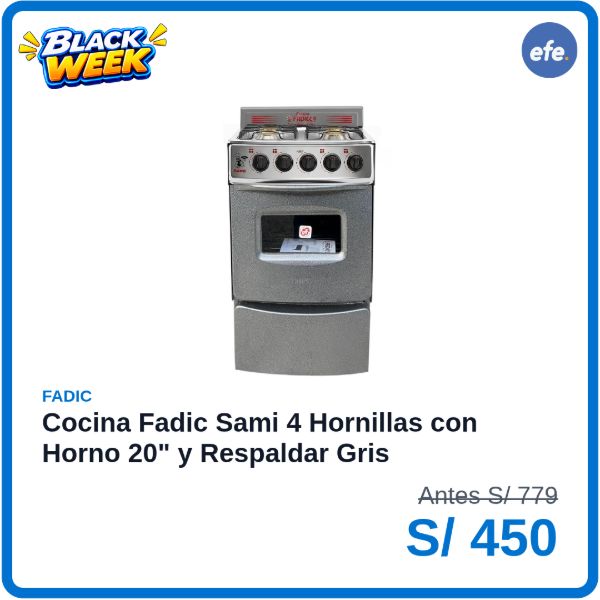 BLACK
WEEK
efe.
FADIC
Cocina Fadic Sami 4 Hornillas con
Horno 20" y Respaldar Gris
Antes S/ 779
S/ 450